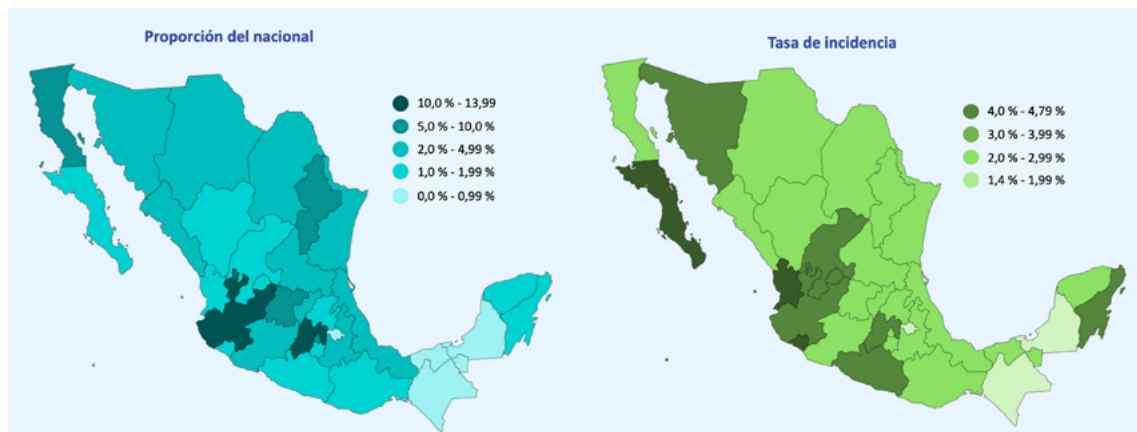 Proporción del nacional
10,0 % - 13,99
5,0 % - 10,0 %
2,0 % - 4,99 %
1,0 % - 1,99 %
0,0 % - 0,99 %
Tasa de incidencia
4,0 % - 4,79 %
3,0 % - 3,99 %
2,0 % - 2,99 %
1,4 % - 1,99 %